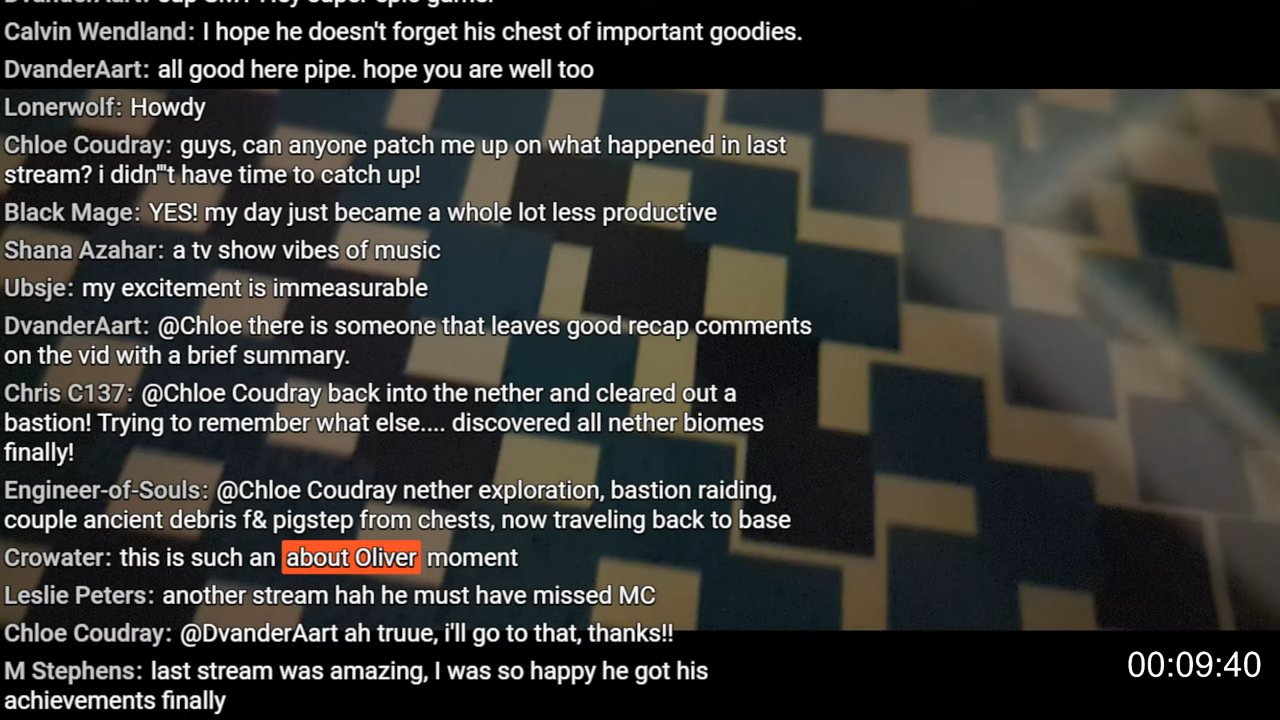 Calvin Wendland: I hope he doesn't forget his chest of important goodies.
DvanderAart: all good here pipe. hope you are well too
Lonerwolf: Howdy
Chloe Coudray: guys, can anyone patch me up on what happened in last
stream? i didn'"t have time to catch up!
Black Mage: YES! my day just became a whole lot less productive
Shana Azahar: a tv show vibes of music
Ubsje: my excitement is immeasurable
DvanderAart: @Chloe there is someone that leaves good recap comments
on the vid with a brief summary.
Chris C137: @Chloe Coudray back into the nether and cleared out a
bastion! Trying to remember what else.... discovered all nether biomes
finally!
Engineer-of-Souls: @Chloe Coudray nether exploration, bastion raiding,
couple ancient debris f& pigstep from chests, now traveling back to base
Crowater: this is such an about Oliver moment
Leslie Peters: another stream hah he must have missed MC
Chloe Coudray: @DvanderAart ah truue, i'll go to that, thanks!!
M Stephens: last stream was amazing, I was so happy he got his
achievements finally
00:09:40